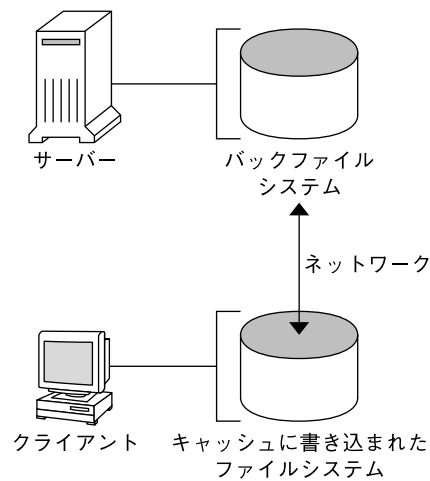 サーバー
バックファイル
システム
ネットワーク
クライアント
キャッシュに書き込まれた
ファイルシステム